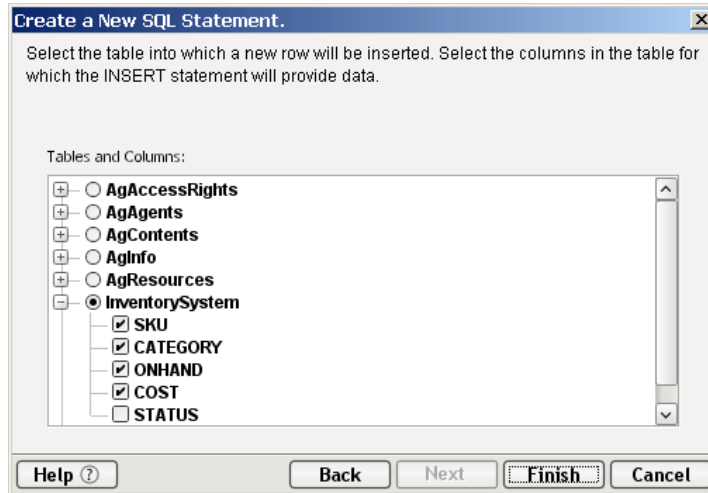 Create a New SQL Statement.
Select the table into which a new row will be inserted. Select the columns in the table for
which the INSERT statement will provide data.
Tables and Columns:
AgAccessRights
AgAgents
AgContents
AgInfo
AgResources
InventorySystem
SKU
CATEGORY
ONHAND
COST
STATUS
Help ? Back Next Finish Cancel